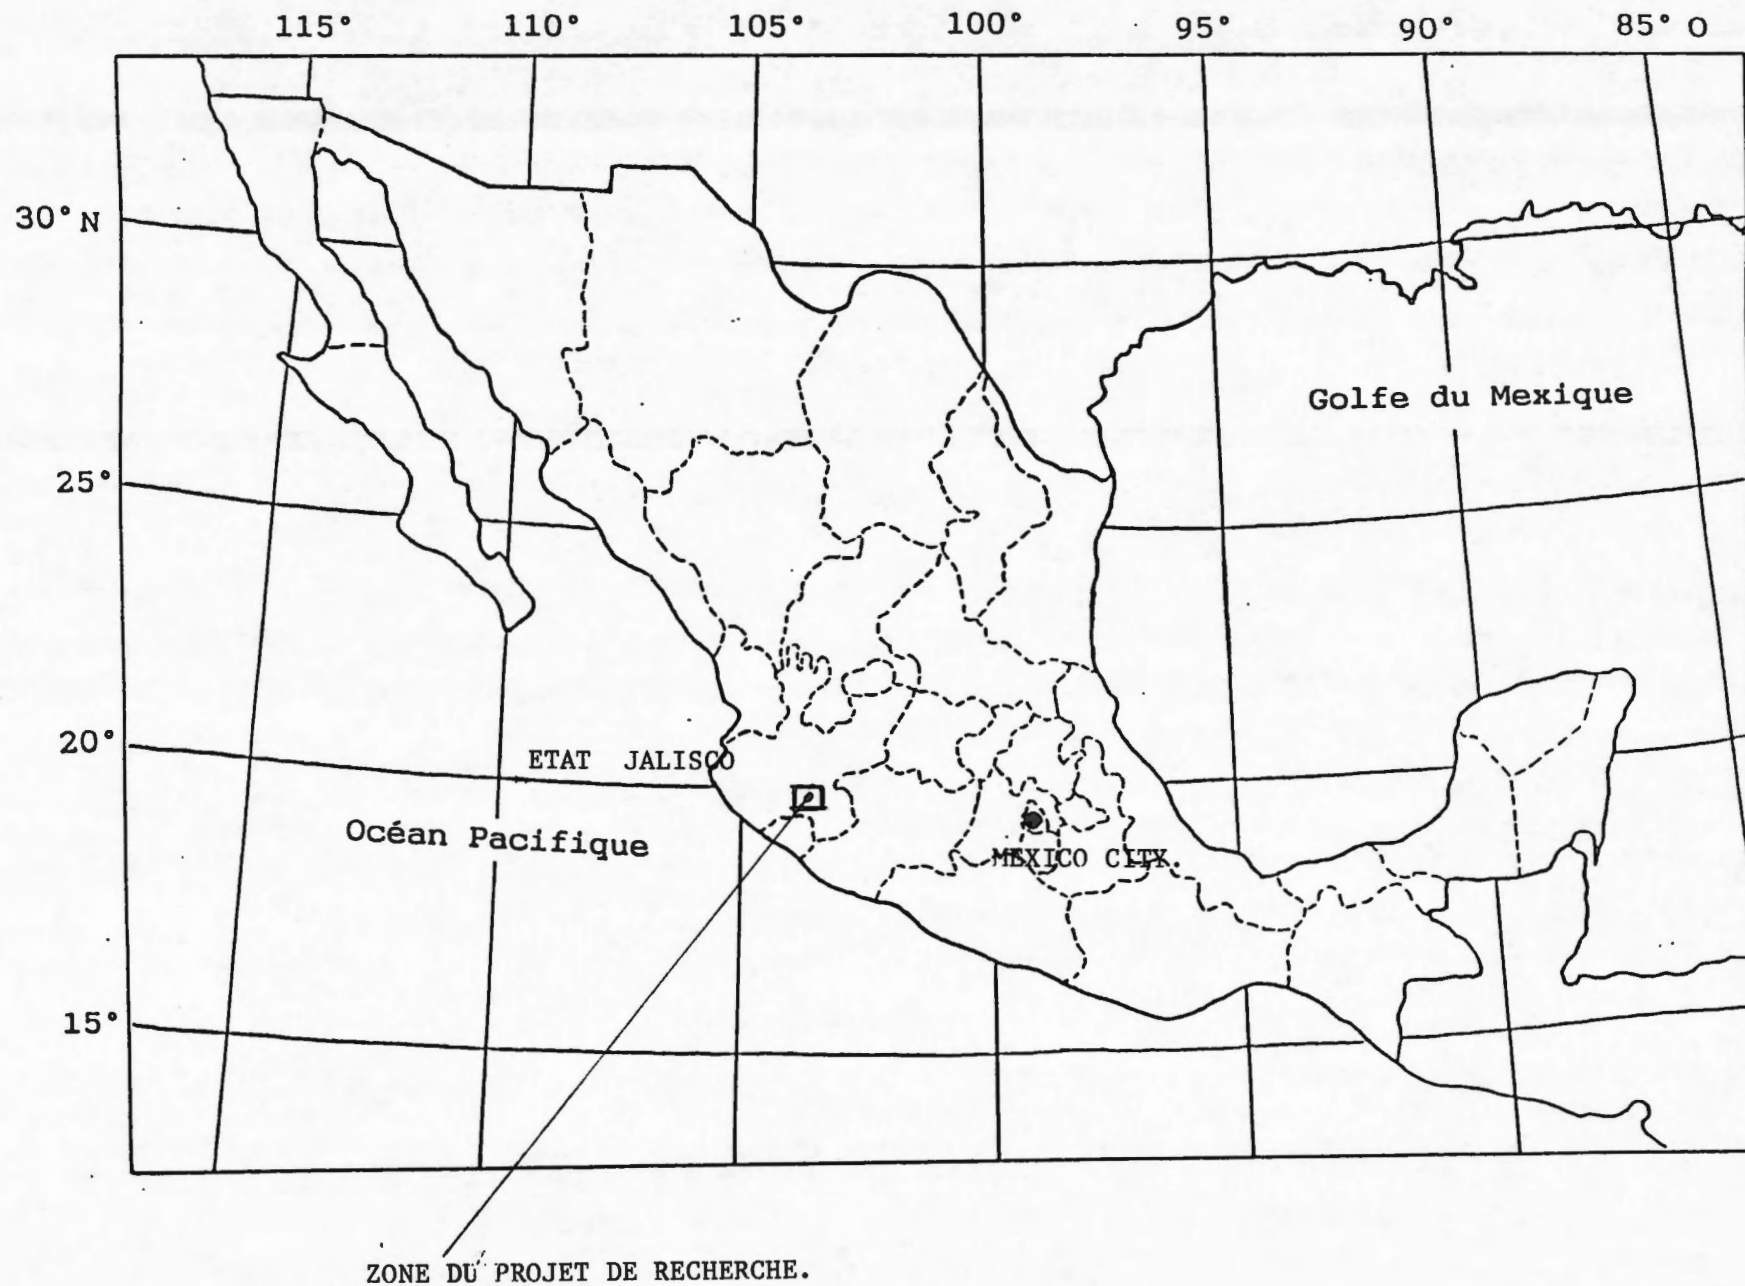 115° 110° 105° 100° 95° 90° 85° O
30° N
Golfe du Mexique
25°
20°
ETAT JALISCO
Océan Pacifique
MEXICO CITY.
15°
ZONE DU PROJET DE RECHERCHE.